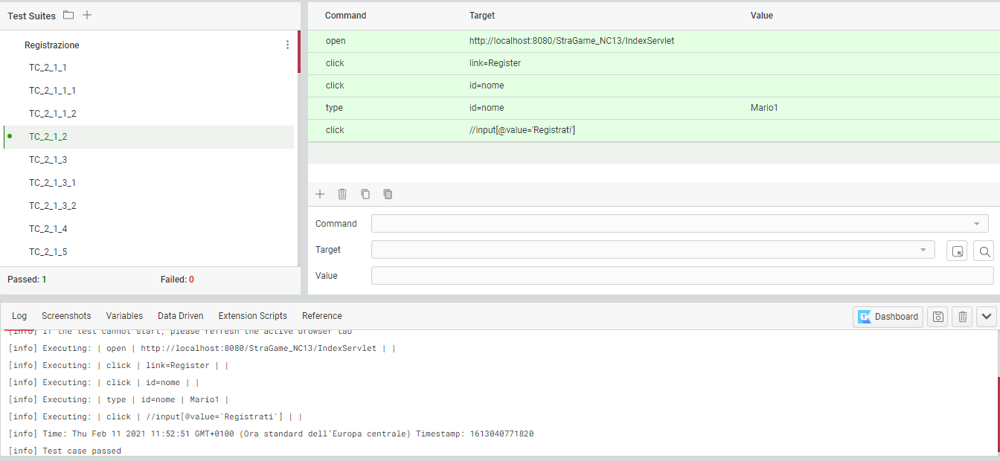 Test Suites
Registrazione
TC_2_1_1
TC_2_1_1_1
TC_2_1_1_2
TC_2_1_2
TC_2_1_3
TC_2_1_3_1
TC_2_1_3_2
TC_2_1_4
TC_2_1_5
Passed: 1 Failed: 0
Command Target Value
open http://localhost:8080/StraGame_NC13/IndexServlet
click link=Register
click id=nome
type id=nome Mario1
click //input[@value='Registrati']
Command
Target
Value
Log Screenshots Variables Data Driven Extension Scripts Reference Dashboard
[info] If the test cannot start, please refresh the active browser tab
[info] Executing: | open | http://localhost:8080/StraGame_NC13/IndexServlet | |
[info] Executing: | click | link=Register | |
[info] Executing: | click | id=nome | |
[info] Executing: | type | id=nome | Mario1 |
[info] Executing: | click | //input[@value='Registrati'] | |
[info] Time: Thu Feb 11 2021 11:52:51 GMT+0100 (Ora standard dell'Europa centrale) Timestamp: 1613040771820
[info] Test case passed